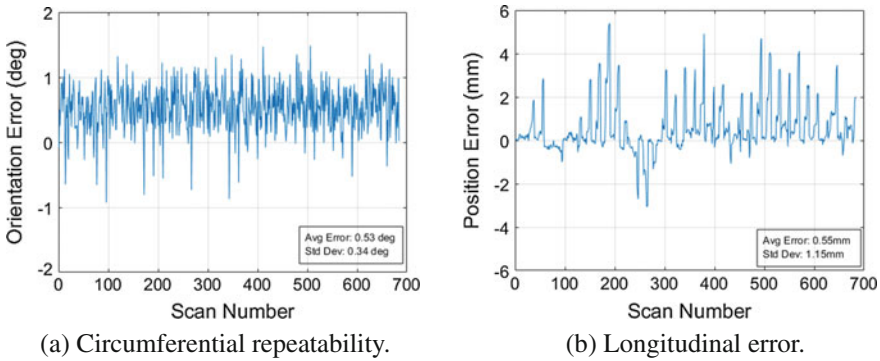 2
1
0
-1
-2
0 100 200 300 400 500 600 700
Orientation Error (deg)
Scan Number
Avg Error: 0.53 deg
Std Dev: 0.34 deg
(a) Circumferential repeatability.
6
4
2
0
-2
-4
-6
0 100 200 300 400 500 600 700
Position Error (mm)
Scan Number
Avg Error: 0.55mm
Std Dev: 1.15mm
(b) Longitudinal error.